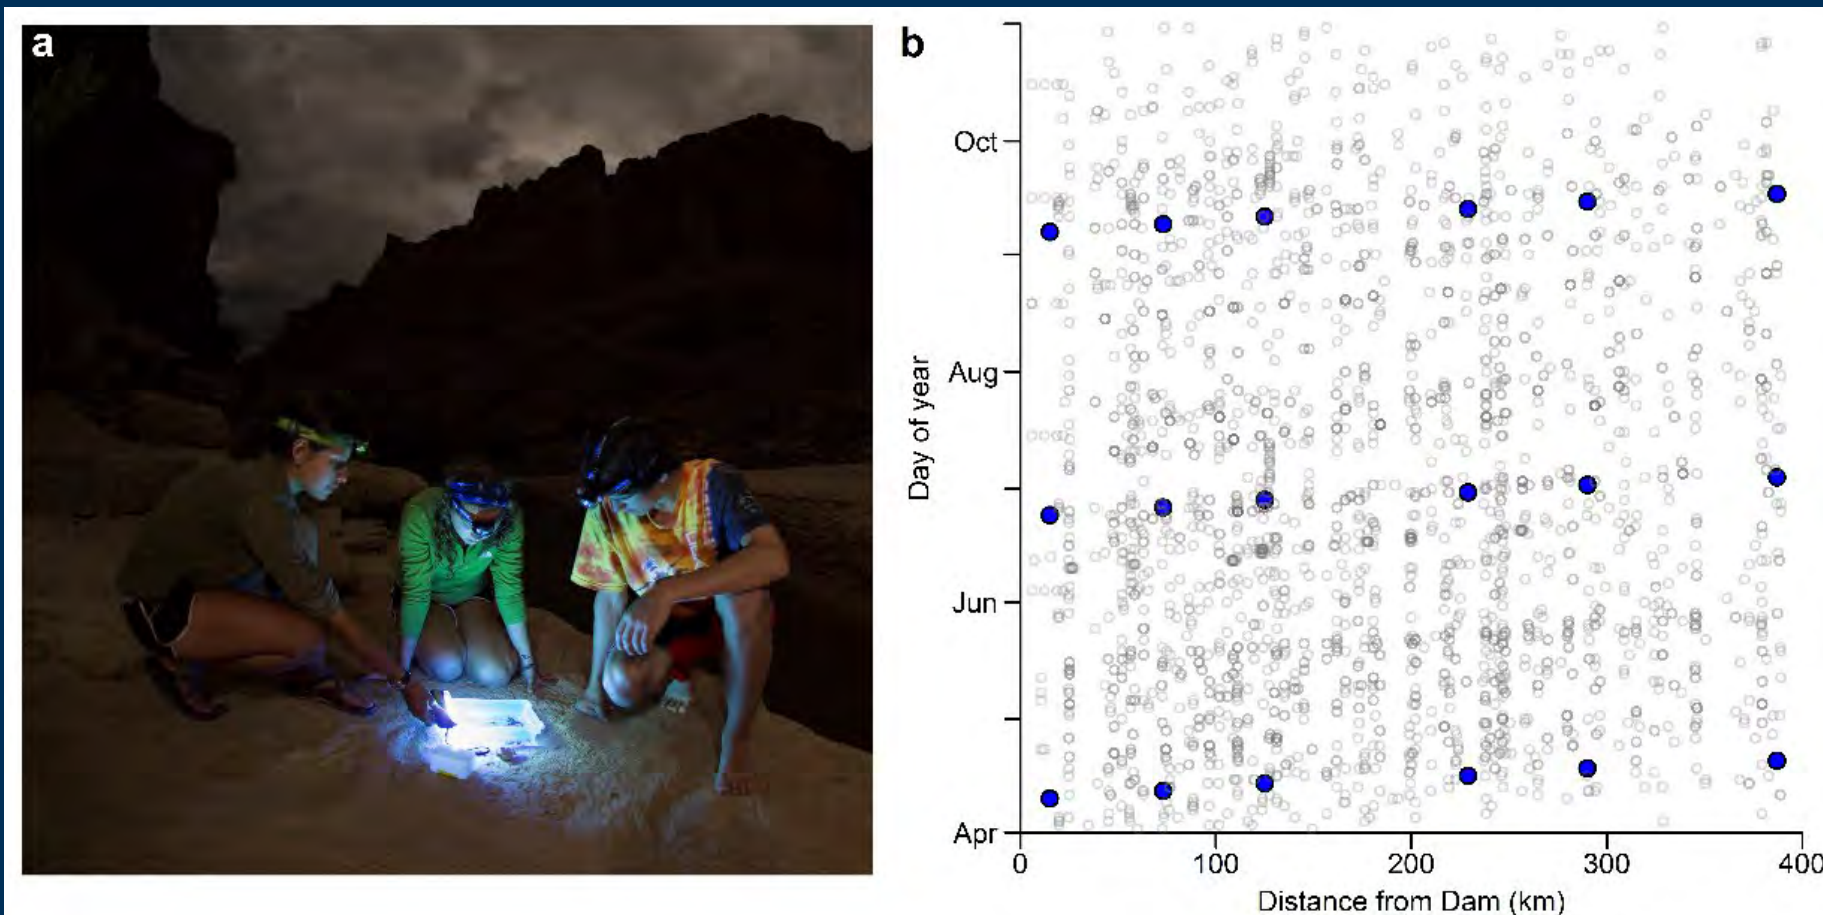 a
b
Oct
Aug
Jun
Apr
Day of year
0
100
200
300
400
Distance from Dam (km)